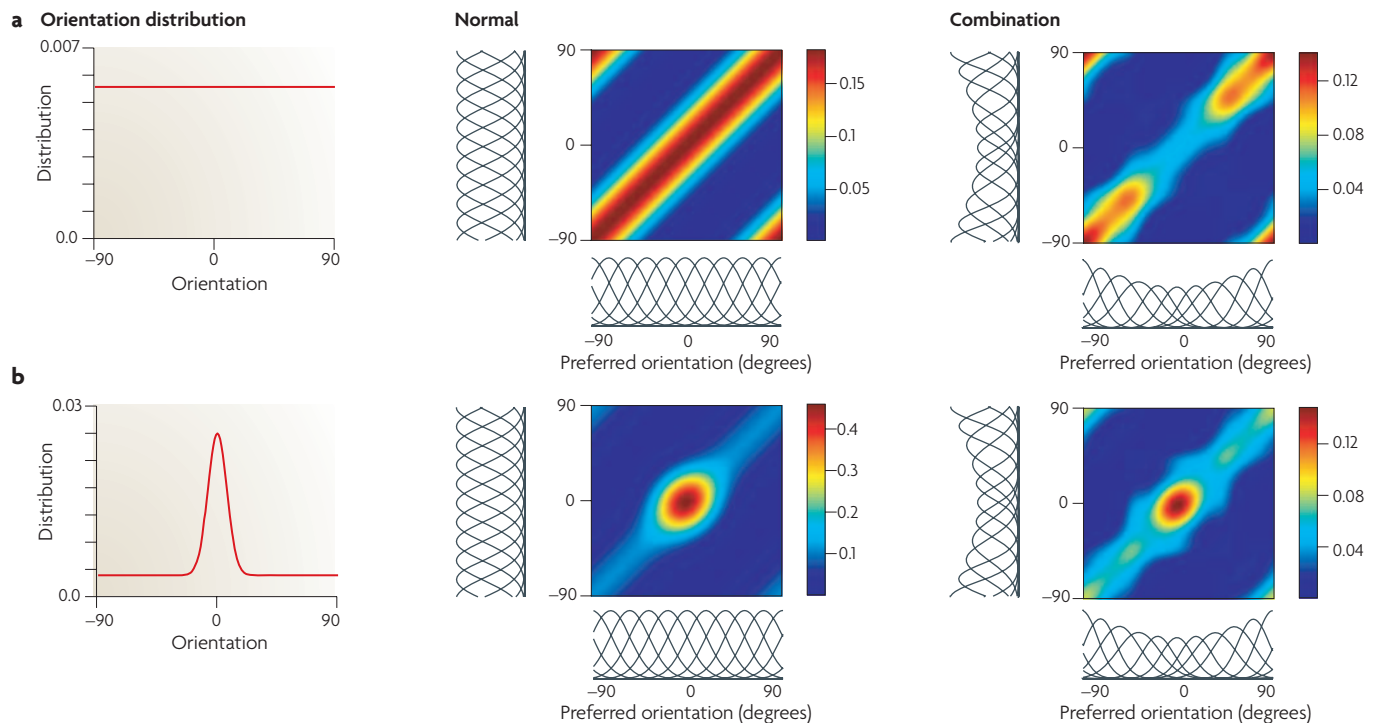 a Orientation distribution
0.007
Distribution
0.0
–90 0 90
Orientation
Normal
90
0
–90
0.15
0.1
0.05
–90 0 90
Preferred orientation (degrees)
Combination
90
0
–90
0.12
0.08
0.04
–90 0 90
Preferred orientation (degrees)
b
0.03
Distribution
0.0
–90 0 90
Orientation
90
0
–90
0.4
0.3
0.2
0.1
–90 0 90
Preferred orientation (degrees)
90
0
–90
0.12
0.08
0.04
–90 0 90
Preferred orientation (degrees)